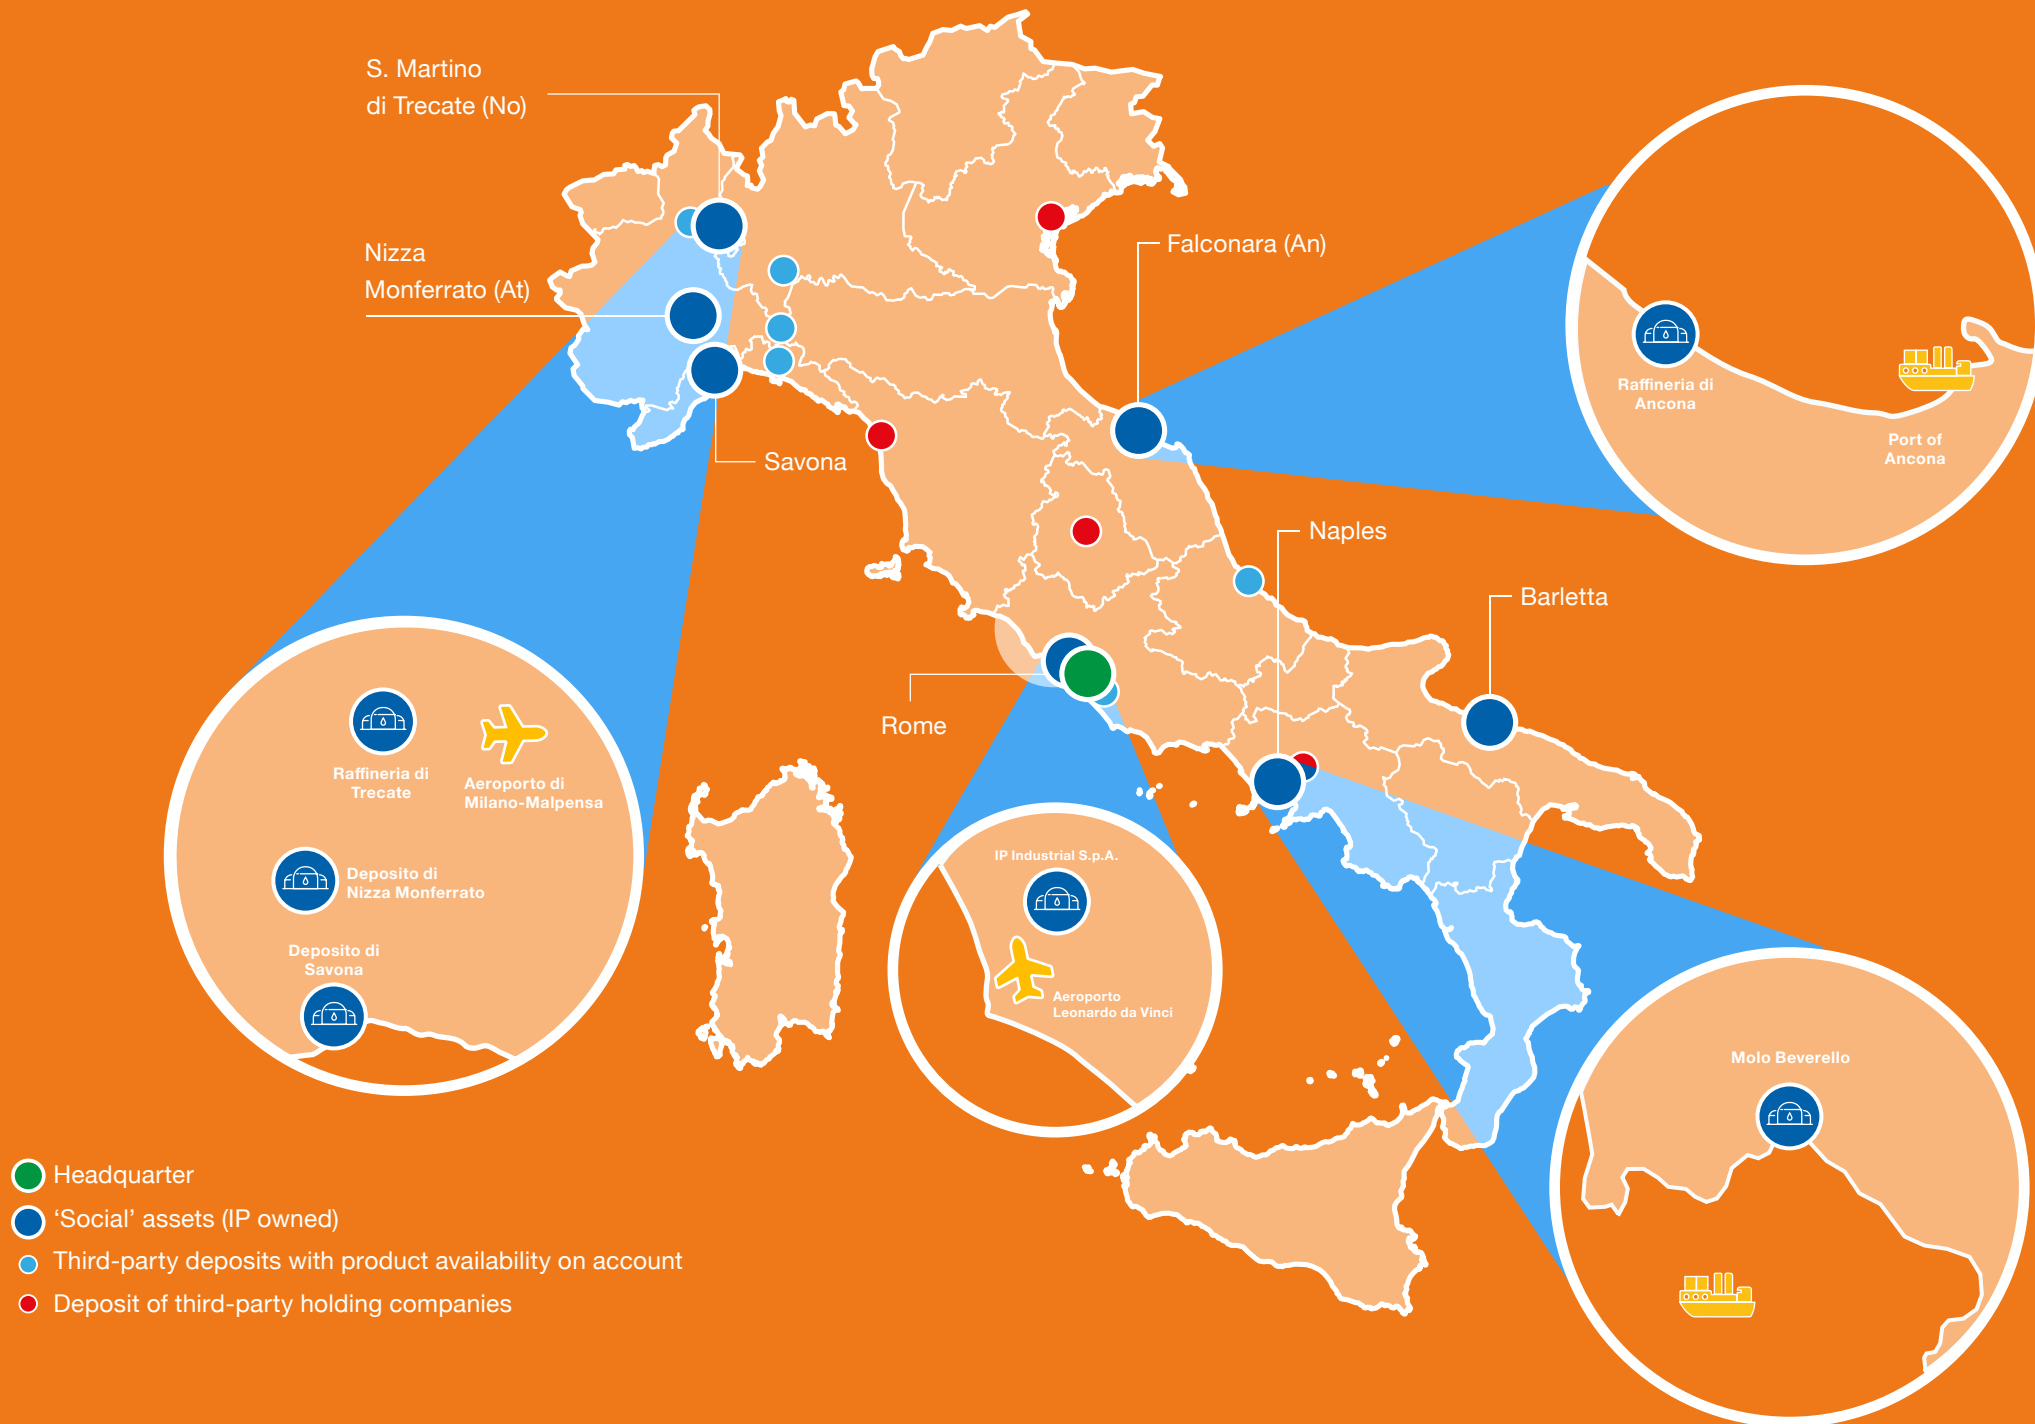 S. Martino
di Trecate (No)
Nizza
Monferrato (At)
Falconara (An)
Savona
Naples
Barletta
Rome
Raffineria di
Ancona
Port of
Ancona
Raffineria di
Trecate
Aeroporto di
Milano-Malpensa
Deposito di
Nizza Monferrato
Deposito di
Savona
IP Industrial S.p.A.
Aeroporto
Leonardo da Vinci
Molo Beverello
Headquarter
‘Social’ assets (IP owned)
Third-party deposits with product availability on account
Deposit of third-party holding companies